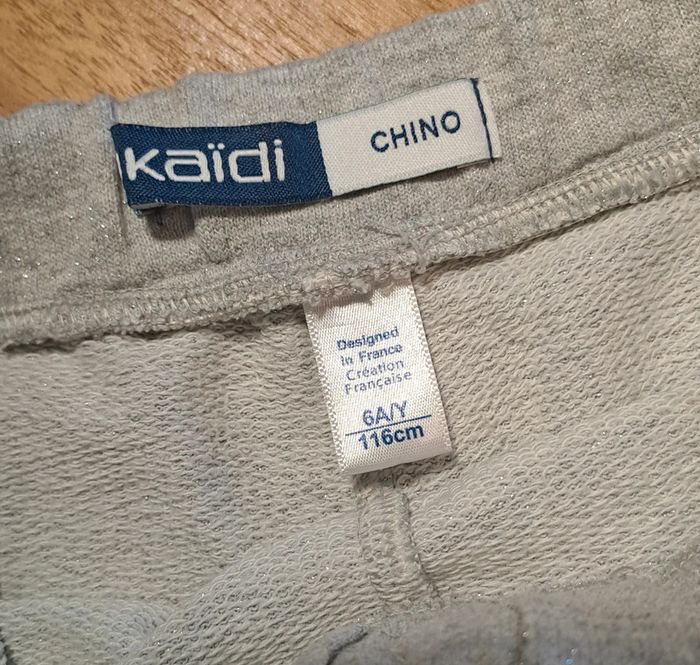 kaïdi CHINO
Designed
in France
Création
Française
6A/Y
116cm